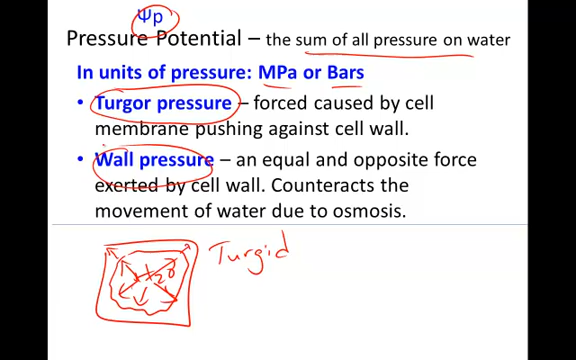 Ψp
Pressure Potential – the sum of all pressure on water
In units of pressure: MPa or Bars
• Turgor pressure – forced caused by cell
membrane pushing against cell wall.
• Wall pressure – an equal and opposite force
exerted by cell wall. Counteracts the
movement of water due to osmosis.
Turgid